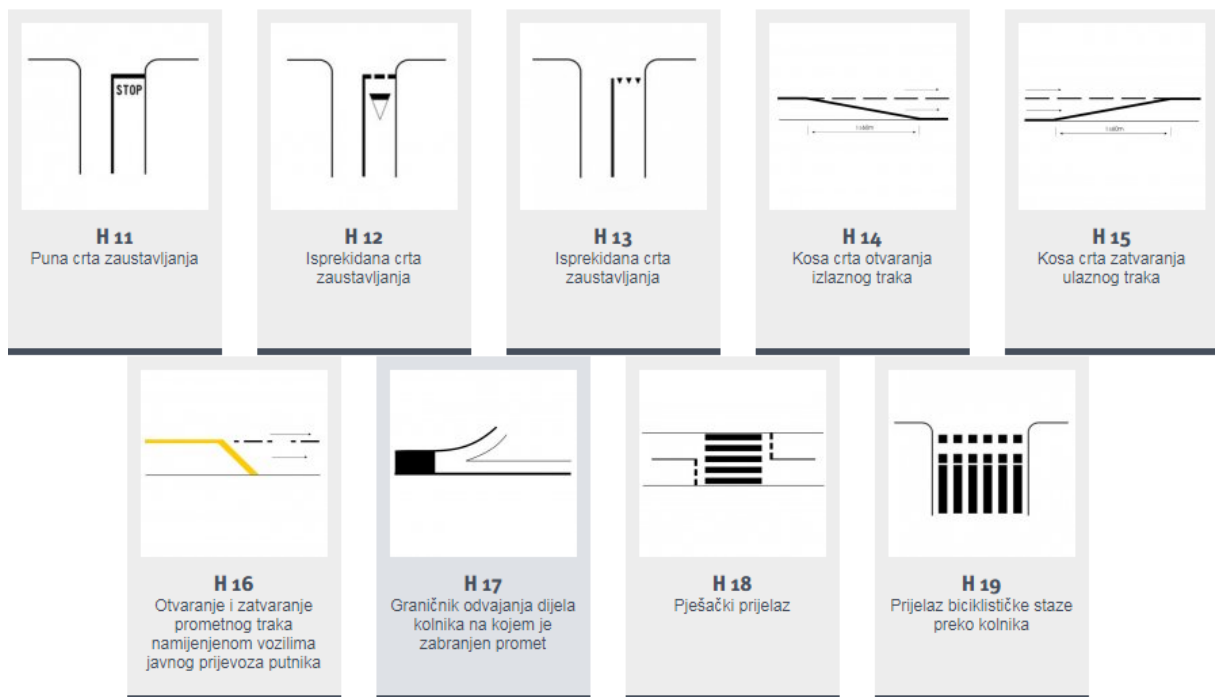 STOP
H 11
Puna crta zaustavljanja
H 12
Isprekidana crta
zaustavljanja
H 13
Isprekidana crta
zaustavljanja
H 14
Kosa crta otvaranja
izlaznog traka
H 15
Kosa crta zatvaranja
ulaznog traka
H 16
Otvaranje i zatvaranje
prometnog traka
namijenjenom vozilima
javnog prijevoza putnika
H 17
Graničnik odvajanja dijela
kolnika na kojem je
zabranjen promet
H 18
Pješački prijelaz
H 19
Prijelaz biciklističke staze
preko kolnika